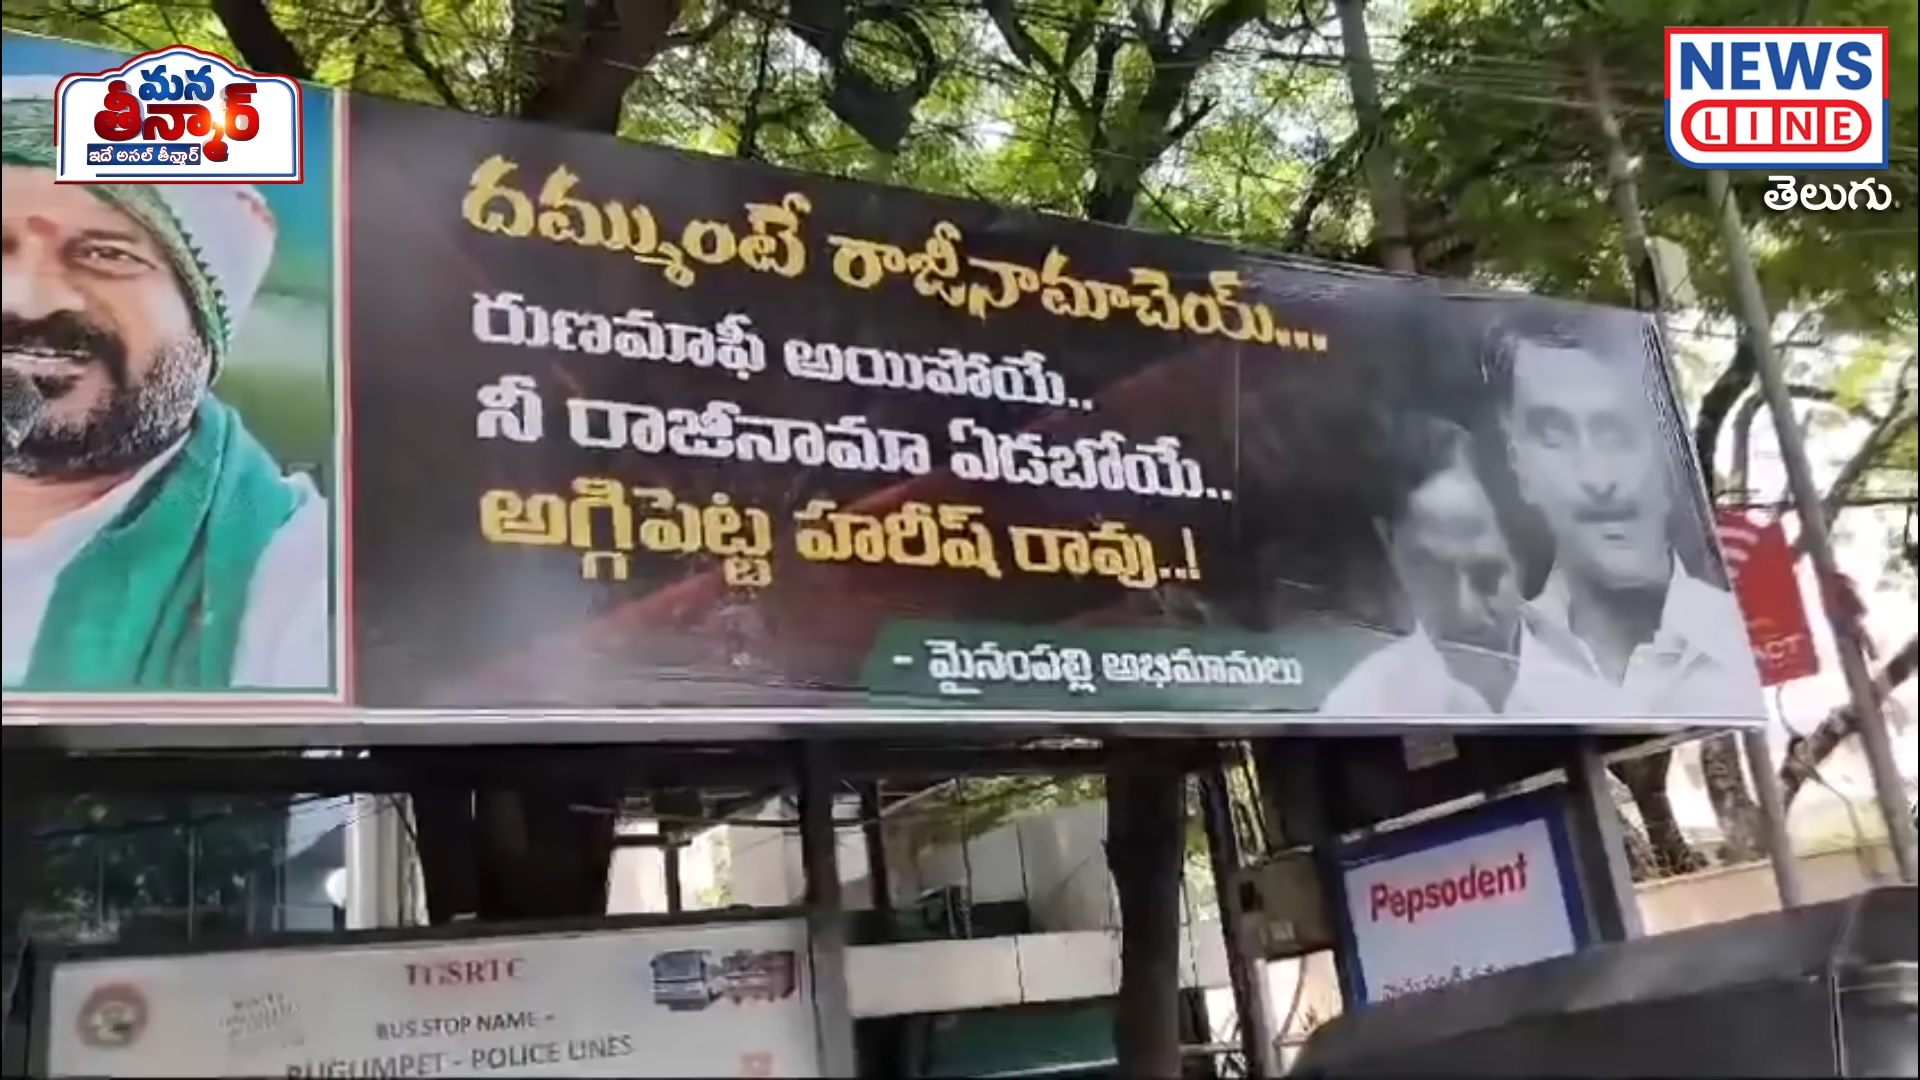 మన
తీన్మార్
ఇదే అసల్ తీన్మార్
NEWS
LINE
తెలుగు
దమ్ముంటే రాజీనామాచెయ్...
రుణమాఫీ అయిపోయే..
నీ రాజీనామా ఏడబోయే..
అగ్గిపెట్ట హరీష్ రావు..!
- మైనంపల్లి అభిమానులు
Pepsodent
TGSRTC
BUS STOP NAME -
BUGUMPET - POLICE LINES